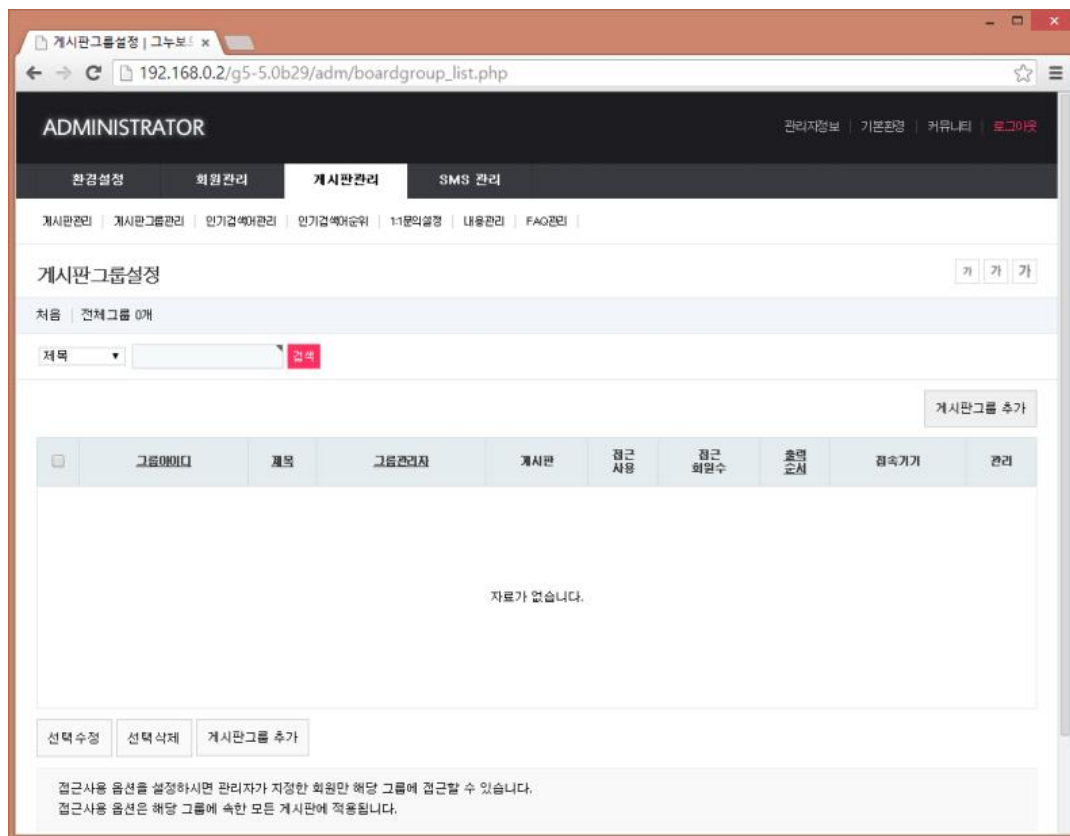 게시판그룹설정 | 그누보드
192.168.0.2/g5-5.0b29/adm/boardgroup_list.php
ADMINISTRATOR
관리자정보 기본환경 커뮤니티 로그아웃
환경설정 회원관리 게시판관리 SMS 관리
게시판관리 게시판그룹관리 인기검색어관리 인기검색어순위 1:1문의설정 내용관리 FAQ관리
게시판그룹설정
가 가 가
처음 전체그룹 0개
제목 검색
게시판그룹 추가
그룹아이디 제목 그룹관리자 게시판 접근 사용 접근 회원수 출력 순서 접속기기 관리
자료가 없습니다.
선택수정 선택삭제 게시판그룹 추가
접근사용 옵션을 설정하시면 관리자가 지정한 회원만 해당 그룹에 접근할 수 있습니다.
접근사용 옵션은 해당 그룹에 속한 모든 게시판에 적용됩니다.